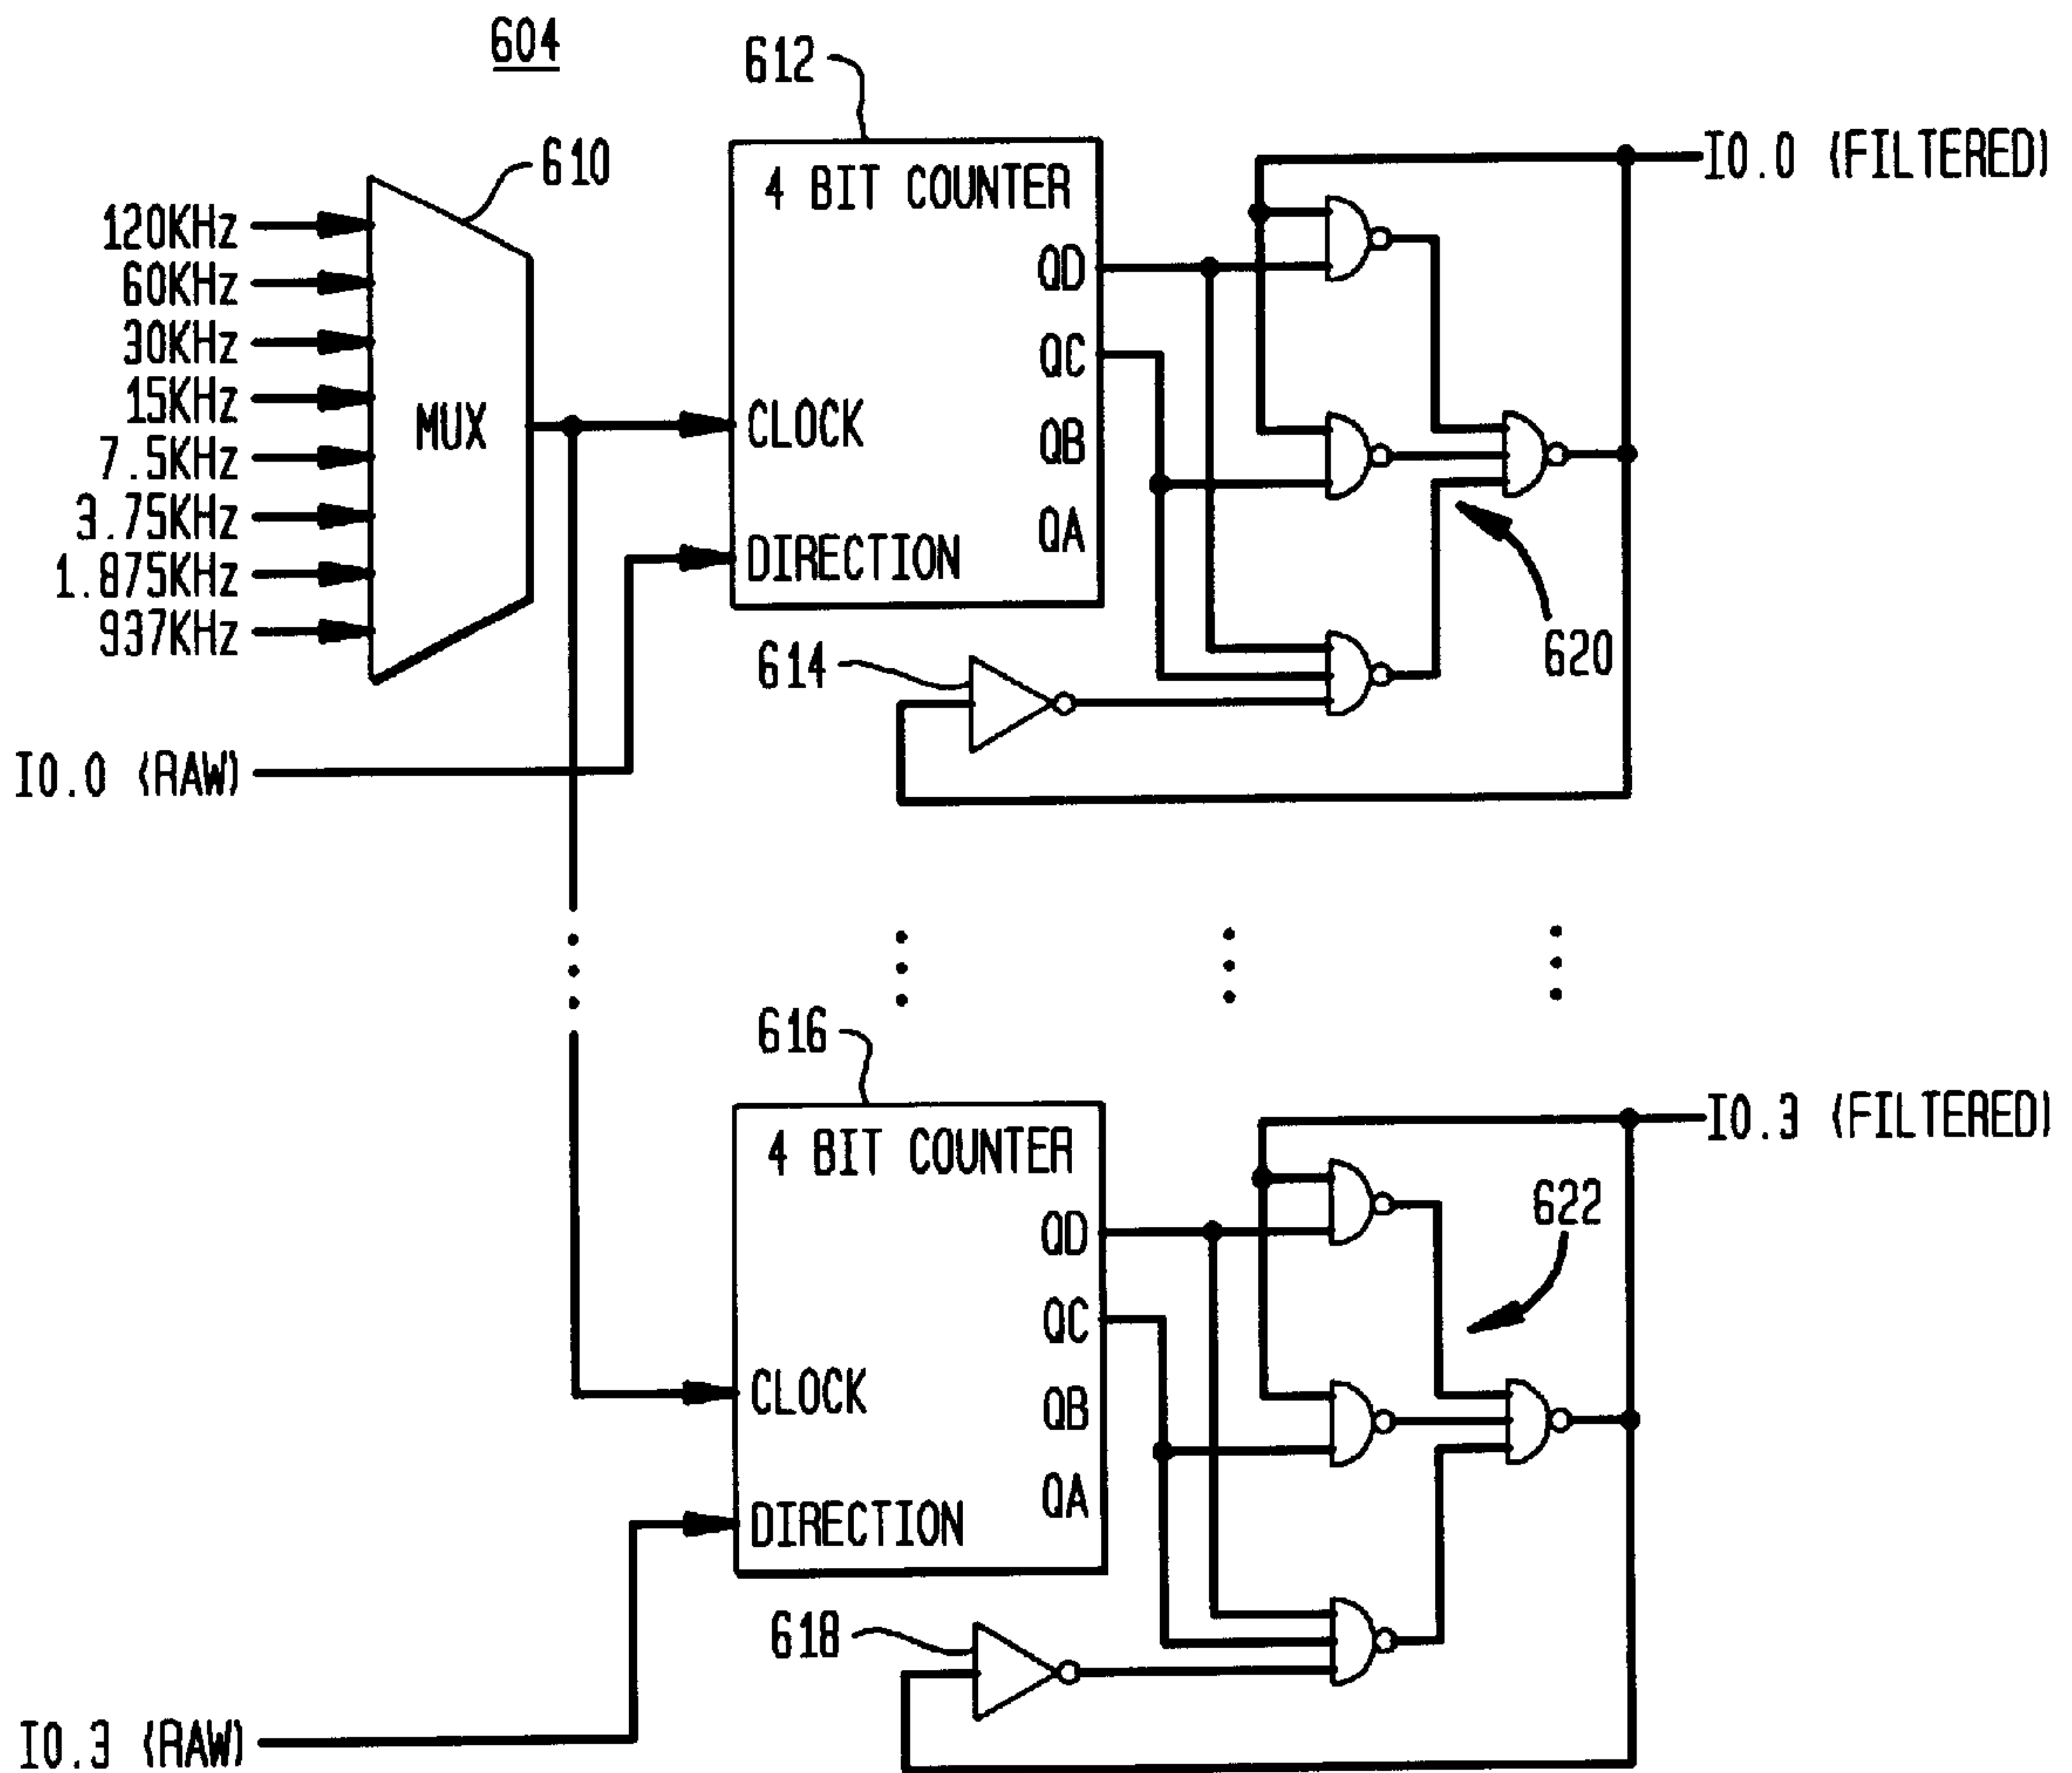 604
612
610
120KHz
60KHz
30KHz
15KHz
7.5KHz
3.75KHz
1.875KHz
937KHz
MUX
I0.0 (RAW)
4 BIT COUNTER
QD
QC
QB
QA
CLOCK
DIRECTION
614
620
I0.0 (FILTERED)
616
4 BIT COUNTER
QD
QC
QB
QA
CLOCK
DIRECTION
618
622
I0.3 (FILTERED)
I0.3 (RAW)